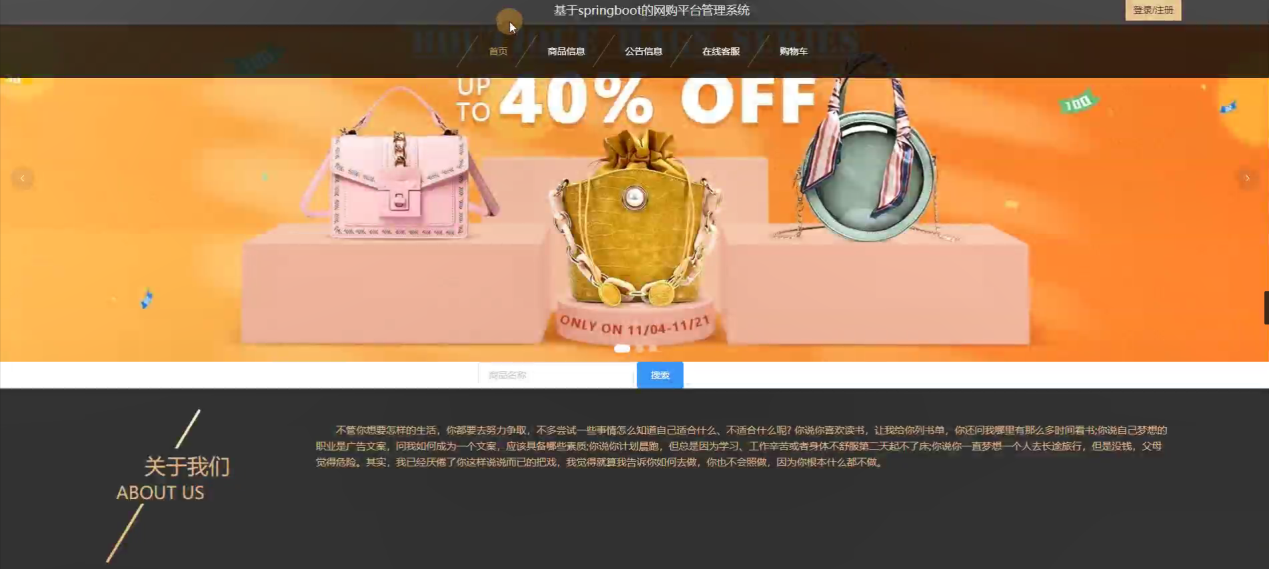 基于springboot的网购平台管理系统
登录/注册
首页 商品信息 公告信息 在线客服 购物车
UP TO 40% OFF
100
ONLY ON 11/04-11/21
商品名称 搜索
不管你想要怎样的生活，你都要去努力争取，不多尝试一些事情怎么知道自己适合什么、不适合什么呢? 你说你喜欢读书，让我给你列书单，你还问我哪里有那么多时间看书;你说自己梦想的
职业是广告文案，问我如何成为一个文案，应该具备哪些素质;你说你计划晨跑，但总是因为学习、工作辛苦或者身体不舒服第二天起不了床;你说你一直梦想一个人去长途旅行，但是没钱，父母
觉得危险。其实，我已经厌倦了你这样说说而已的把戏，我觉得就算我告诉你如何去做，你也不会照做，因为你根本什么都不做。
关于我们
ABOUT US